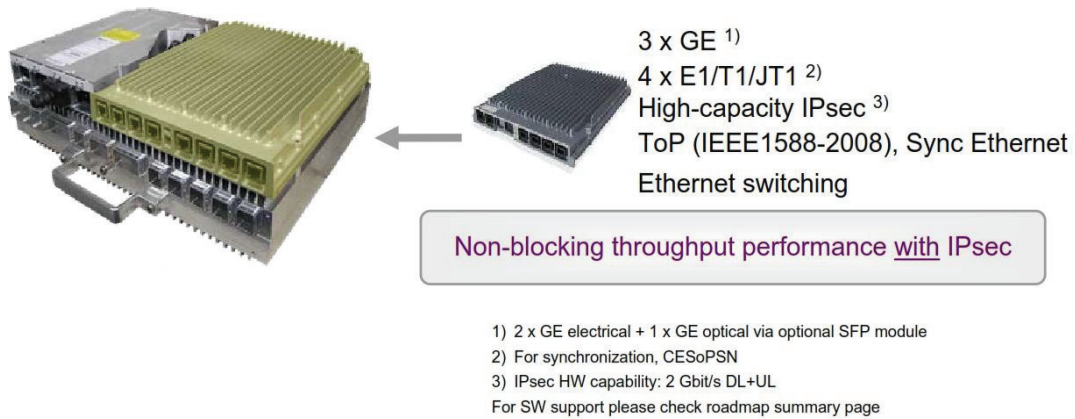 3 x GE 1)
4 x E1/T1/JT1 2)
High-capacity IPsec 3)
ToP (IEEE1588-2008), Sync Ethernet
Ethernet switching
Non-blocking throughput performance with IPsec
1) 2 x GE electrical + 1 x GE optical via optional SFP module
2) For synchronization, CESoPSN
3) IPsec HW capability: 2 Gbit/s DL+UL
For SW support please check roadmap summary page